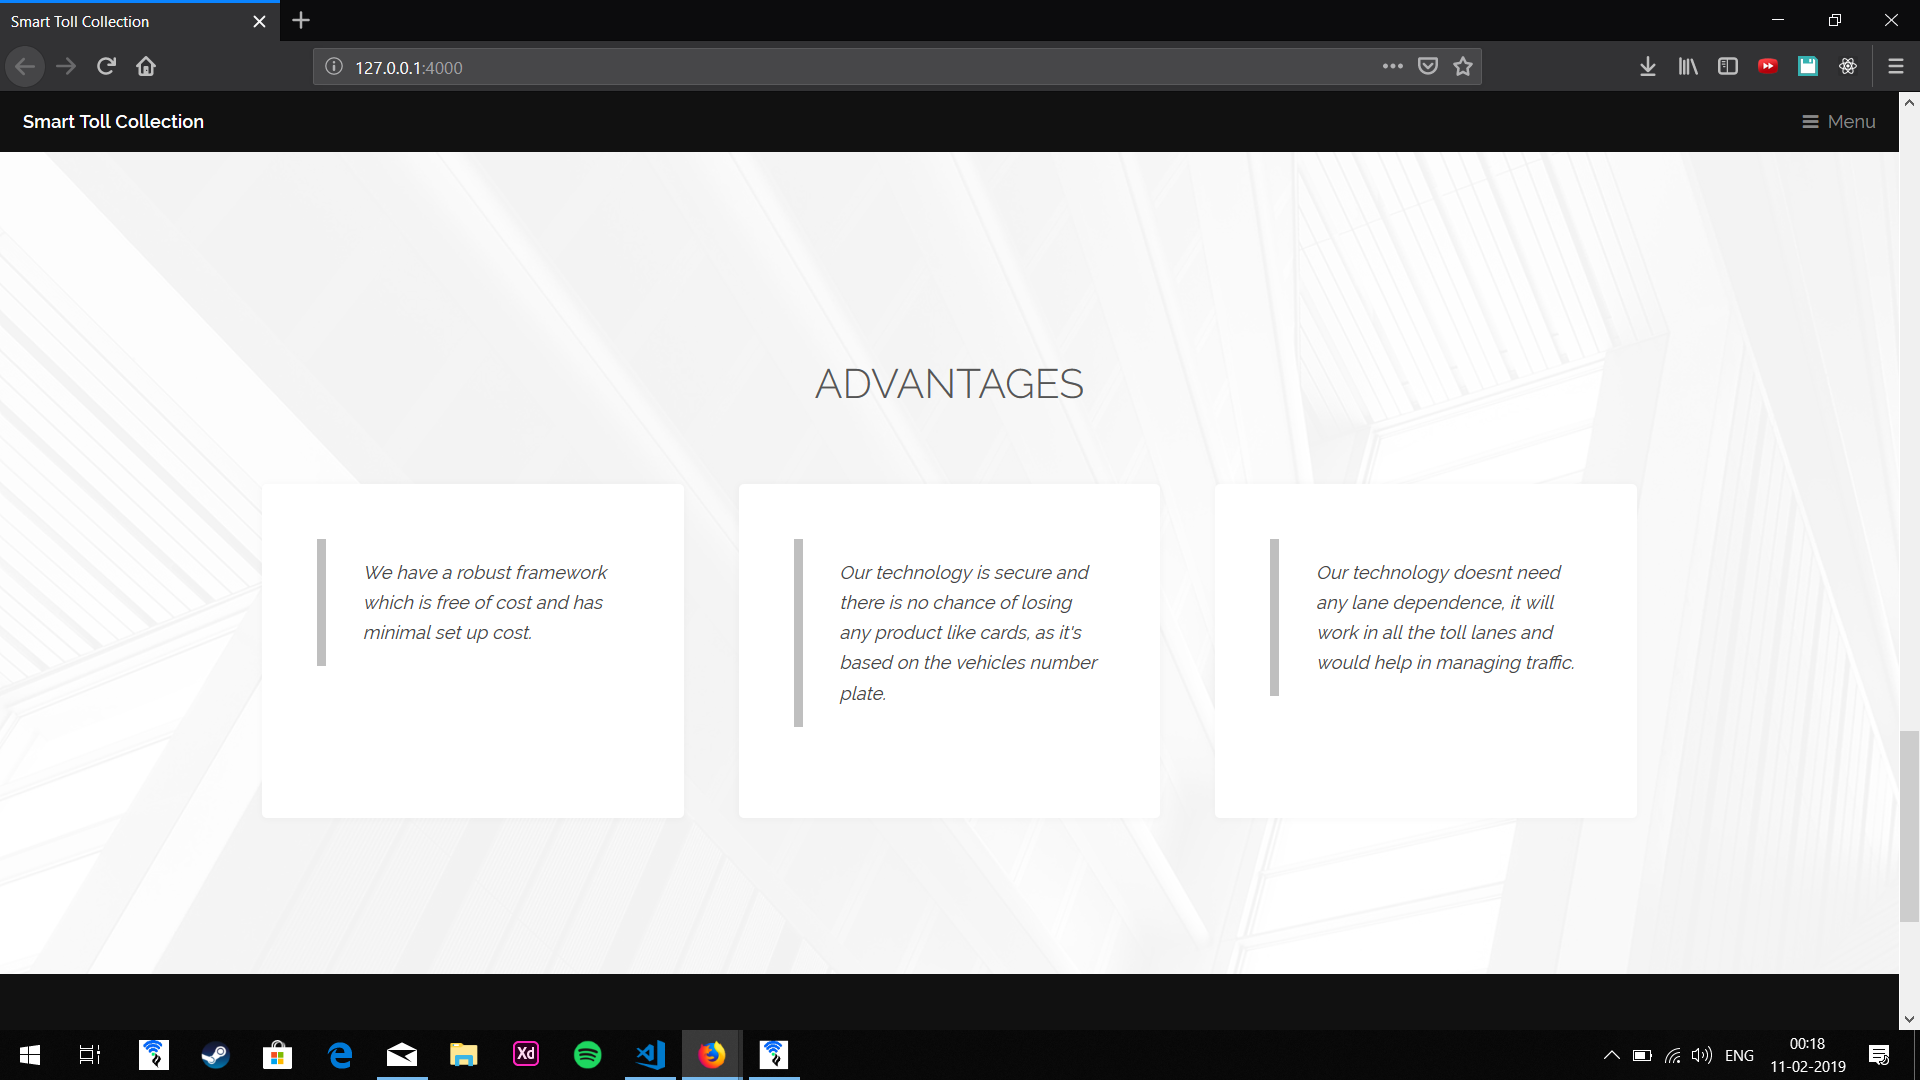 Smart Toll Collection
127.0.0.1:4000
Smart Toll Collection
Menu
ADVANTAGES
We have a robust framework
which is free of cost and has
minimal set up cost.
Our technology is secure and
there is no chance of losing
any product like cards, as it's
based on the vehicles number
plate.
Our technology doesnt need
any lane dependence, it will
work in all the toll lanes and
would help in managing traffic.
Xd
ENG
00:18
11-02-2019